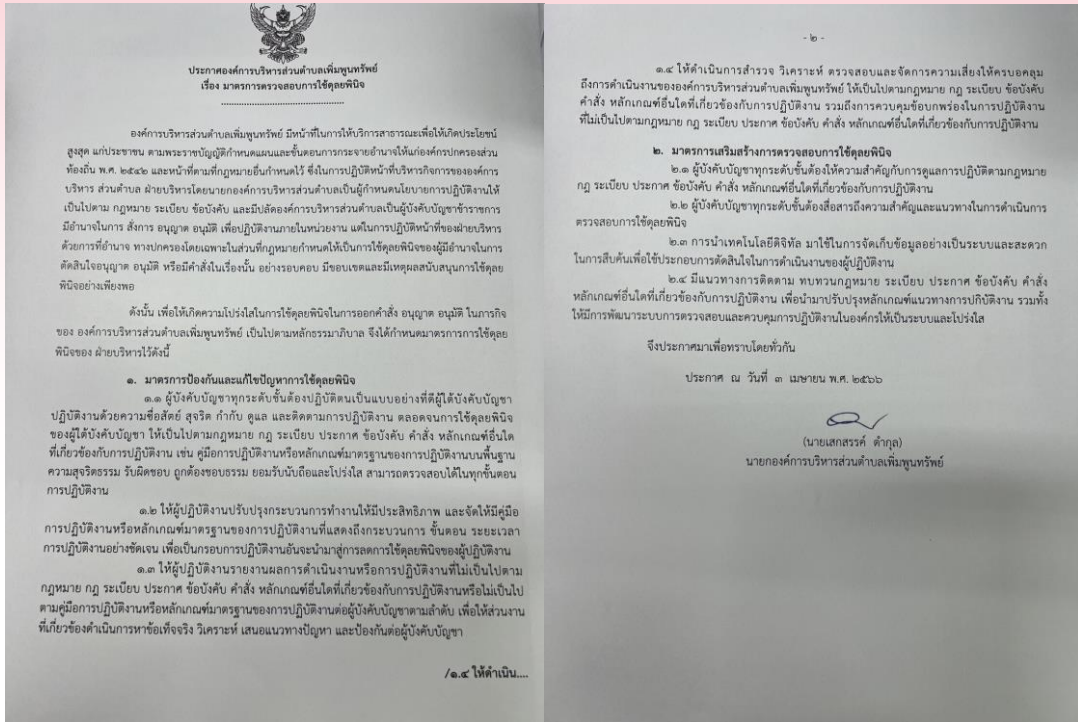 ประกาศองค์การบริหารส่วนตำบลเพิ่มพูนทรัพย์
เรื่อง มาตรการตรวจสอบการใช้ดุลยพินิจ
องค์การบริหารส่วนตำบลเพิ่มพูนทรัพย์ มีหน้าที่ในการให้บริการสาธารณะเพื่อให้เกิดประโยชน์
สูงสุด แก่ประชาชน ตามพระราชบัญญัติกำหนดแผนและขั้นตอนการกระจายอำนาจให้แก่องค์กรปกครองส่วน
ท้องถิ่น พ.ศ. ๒๕๔๒ และหน้าที่ตามที่กฎหมายอื่นกำหนดไว้ ซึ่งในการปฏิบัติหน้าที่บริหารกิจการขององค์การ
บริหาร ส่วนตำบล ฝ่ายบริหารโดยนายกองค์การบริหารส่วนตำบลเป็นผู้กำหนดนโยบายการปฏิบัติงานให้
เป็นไปตาม กฎหมาย ระเบียบ ข้อบังคับ และมีปลัดองค์การบริหารส่วนตำบลเป็นผู้บังคับบัญชาข้าราชการ
มีอำนาจในการ สั่งการ อนุญาต อนุมัติ เพื่อปฏิบัติงานภายในหน่วยงาน แต่ในการปฏิบัติหน้าที่ของฝ่ายบริหาร
ด้วยการที่อำนาจ ทางปกครองโดยเฉพาะในส่วนที่กฎหมายกำหนดให้เป็นการใช้ดุลยพินิจของผู้มีอำนาจในการ
ตัดสินใจอนุญาต อนุมัติ หรือมีคำสั่งในเรื่องนั้น อย่างรอบคอบ มีขอบเขตและมีเหตุผลสนับสนุนการใช้ดุลย
พินิจอย่างเพียงพอ
ดังนั้น เพื่อให้เกิดความโปร่งใสในการใช้ดุลยพินิจในการออกคำสั่ง อนุญาต อนุมัติ ในภารกิจ
ของ องค์การบริหารส่วนตำบลเพิ่มพูนทรัพย์ เป็นไปตามหลักธรรมาภิบาล จึงได้กำหนดมาตรการการใช้ดุลย
พินิจของ ฝ่ายบริหารไว้ดังนี้
๑. มาตรการป้องกันและแก้ไขปัญหาการใช้ดุลยพินิจ
๑.๑ ผู้บังคับบัญชาทุกระดับชั้นต้องปฏิบัติตนเป็นแบบอย่างที่ดีผู้ใต้บังคับบัญชา
ปฏิบัติงานด้วยความซื่อสัตย์ สุจริต กำกับ ดูแล และติดตามการปฏิบัติงาน ตลอดจนการใช้ดุลยพินิจ
ของผู้ใต้บังคับบัญชา ให้เป็นไปตามกฎหมาย กฎ ระเบียบ ประกาศ ข้อบังคับ คำสั่ง หลักเกณฑ์อื่นใด
ที่เกี่ยวข้องกับการปฏิบัติงาน เช่น คู่มือการปฏิบัติงานหรือหลักเกณฑ์มาตรฐานของการปฏิบัติงานบนพื้นฐาน
ความสุจริตธรรม รับผิดชอบ ถูกต้องชอบธรรม ยอมรับนับถือและโปร่งใส สามารถตรวจสอบได้ในทุกขั้นตอน
การปฏิบัติงาน
๑.๒ ให้ผู้ปฏิบัติงานปรับปรุงกระบวนการทำงานให้มีประสิทธิภาพ และจัดให้มีคู่มือ
การปฏิบัติงานหรือหลักเกณฑ์มาตรฐานของการปฏิบัติงานที่แสดงถึงกระบวนการ ขั้นตอน ระยะเวลา
การปฏิบัติงานอย่างชัดเจน เพื่อเป็นกรอบการปฏิบัติงานอันจะนำมาสู่การลดการใช้ดุลยพินิจของผู้ปฏิบัติงาน
๑.๓ ให้ผู้ปฏิบัติงานรายงานผลการดำเนินงานหรือการปฏิบัติงานที่ไม่เป็นไปตาม
กฎหมาย กฎ ระเบียบ ประกาศ ข้อบังคับ คำสั่ง หลักเกณฑ์อื่นใดที่เกี่ยวข้องกับการปฏิบัติงานหรือไม่เป็นไป
ตามคู่มือการปฏิบัติงานหรือหลักเกณฑ์มาตรฐานของการปฏิบัติงานต่อผู้บังคับบัญชาตามลำดับ เพื่อให้ส่วนงาน
ที่เกี่ยวข้องดำเนินการหาข้อเท็จจริง วิเคราะห์ เสนอแนวทางปัญหา และป้องกันต่อผู้บังคับบัญชา
/๑.๔ ให้ดำเนิน....
- ๒ -
๑.๔ ให้ดำเนินการสำรวจ วิเคราะห์ ตรวจสอบและจัดการความเสี่ยงให้ครบอคลุม
ถึงการดำเนินงานขององค์การบริหารส่วนตำบลเพิ่มพูนทรัพย์ ให้เป็นไปตามกฎหมาย กฎ ระเบียบ ข้อบังคับ
คำสั่ง หลักเกณฑ์อื่นใดที่เกี่ยวข้องกับการปฏิบัติงาน รวมถึงการควบคุมข้อบกพร่องในการปฏิบัติงาน
ที่ไม่เป็นไปตามกฎหมาย กฎ ระเบียบ ประกาศ ข้อบังคับ คำสั่ง หลักเกณฑ์อื่นใดที่เกี่ยวข้องกับการปฏิบัติงาน
๒. มาตรการเสริมสร้างการตรวจสอบการใช้ดุลยพินิจ
๒.๑ ผู้บังคับบัญชาทุกระดับชั้นต้องให้ความสำคัญกับการดูแลการปฏิบัติตามกฎหมาย
กฎ ระเบียบ ประกาศ ข้อบังคับ คำสั่ง หลักเกณฑ์อื่นใดที่เกี่ยวข้องกับการปฏิบัติงาน
๒.๒ ผู้บังคับบัญชาทุกระดับชั้นต้องสื่อสารถึงความสำคัญและแนวทางในการดำเนินการ
ตรวจสอบการใช้ดุลยพินิจ
๒.๓ การนำเทคโนโลยีดิจิทัล มาใช้ในการจัดเก็บข้อมูลอย่างเป็นระบบและสะดวก
ในการสืบค้นเพื่อใช้ประกอบการตัดสินใจในการดำเนินงานของผู้ปฏิบัติงาน
๒.๔ มีแนวทางการติดตาม ทบทวนกฎหมาย ระเบียบ ประกาศ ข้อบังคับ คำสั่ง
หลักเกณฑ์อื่นใดที่เกี่ยวข้องกับการปฏิบัติงาน เพื่อนำมาปรับปรุงหลักเกณฑ์แนวทางการปกิบัติงาน รวมทั้ง
ให้มีการพัฒนาระบบการตรวจสอบและควบคุมการปฏิบัติงานในองค์กรให้เป็นระบบและโปร่งใส
จึงประกาศมาเพื่อทราบโดยทั่วกัน
ประกาศ ณ วันที่ ๓ เมษายน พ.ศ. ๒๕๖๖
(นายเสกสรรค์ ดำกุล)
นายกองค์การบริหารส่วนตำบลเพิ่มพูนทรัพย์